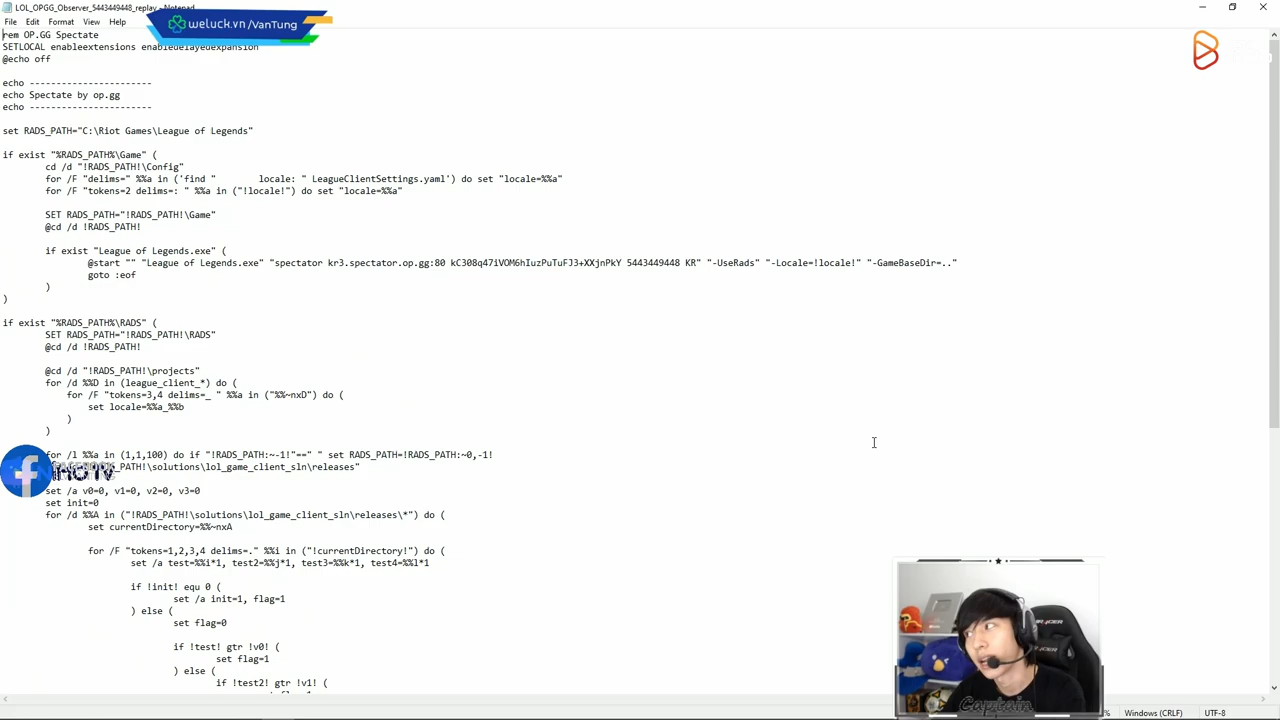 LOL_OPGG_Observer_5443449448_replay - Notepad
File Edit Format View Help
weluck.vn/VanTung
rem OP.GG Spectate
SETLOCAL enableextensions enabledelayedexpansion
@echo off
echo -----------------------
echo Spectate by op.gg
echo -----------------------
set RADS_PATH="C:\Riot Games\League of Legends"
if exist "%RADS_PATH%\Game" (
cd /d "!RADS_PATH!\Config"
for /F "delims=" %%a in ('find "        locale: " LeagueClientSettings.yaml') do set "locale=%%a"
for /F "tokens=2 delims=: " %%a in ("!locale!") do set "locale=%%a"
SET RADS_PATH="!RADS_PATH!\Game"
@cd /d !RADS_PATH!
if exist "League of Legends.exe" (
@start "" "League of Legends.exe" "spectator kr3.spectator.op.gg:80 kC308q47iVOM6hIuzPuTuFJ3+XXjnPkY 5443449448 KR" "-UseRads" "-Locale=!locale!" "-GameBaseDir=.."
goto :eof
)
)
if exist "%RADS_PATH%\RADS" (
SET RADS_PATH="!RADS_PATH!\RADS"
@cd /d !RADS_PATH!
@cd /d "!RADS_PATH!\projects"
for /d %%D in (league_client_*) do (
for /F "tokens=3,4 delims=_ " %%a in ("%%~nxD") do (
set locale=%%a_%%b
)
)
for /l %%a in (1,1,100) do if "!RADS_PATH:~-1!"==" " set RADS_PATH=!RADS_PATH:~0,-1!
PATH!\solutions\lol_game_client_sln\releases"
set /a v0=0, v1=0, v2=0, v3=0
set init=0
for /d %%A in ("!RADS_PATH!\solutions\lol_game_client_sln\releases\*") do (
set currentDirectory=%%~nxA
for /F "tokens=1,2,3,4 delims=." %%i in ("!currentDirectory!") do (
set /a test=%%i*1, test2=%%j*1, test3=%%k*1, test4=%%l*1
if !init! equ 0 (
set /a init=1, flag=1
) else (
set flag=0
if !test! gtr !v0! (
set flag=1
) else (
if !test2! gtr !v1! (
Captain
Windows (CRLF) UTF-8